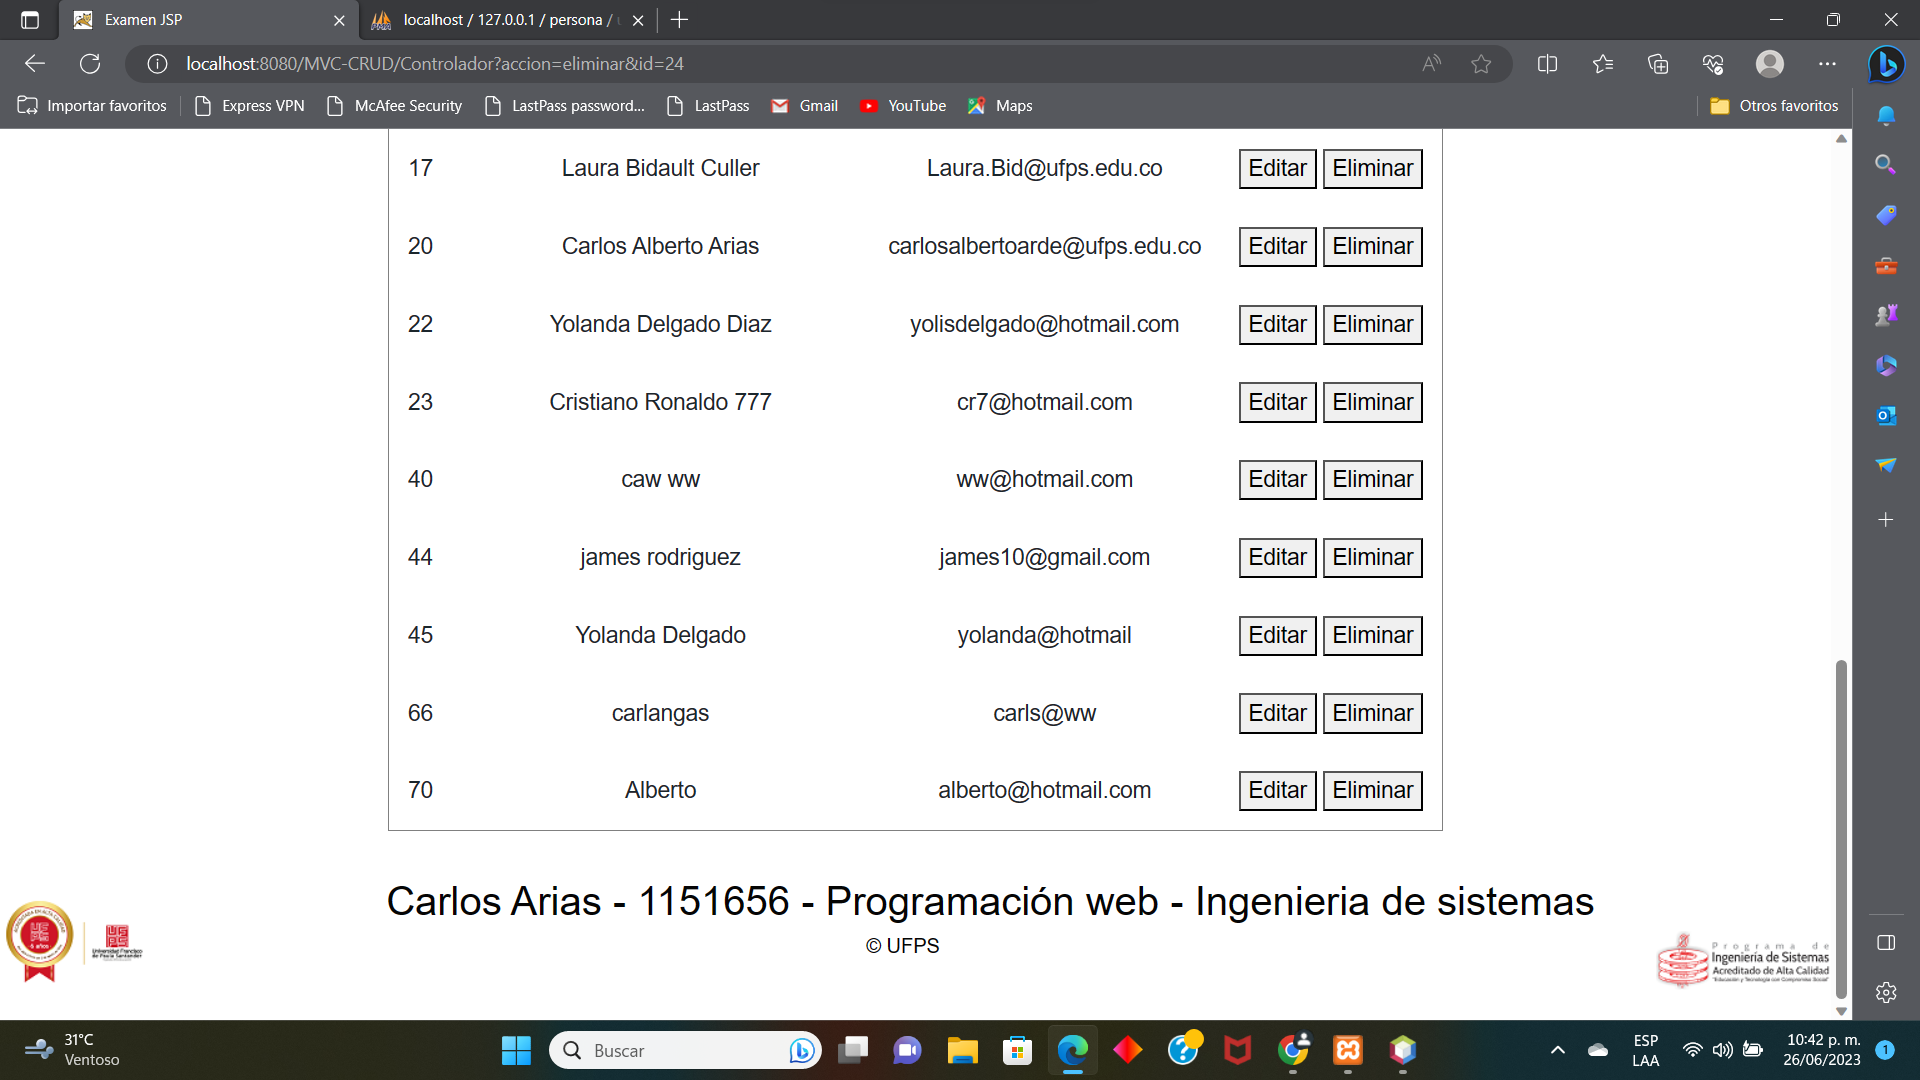 Examen JSP
localhost / 127.0.0.1 / persona /
localhost:8080/MVC-CRUD/Controlador?accion=eliminar&id=24
Importar favoritos
Express VPN
McAfee Security
LastPass password...
LastPass
Gmail
YouTube
Maps
Otros favoritos
17 Laura Bidault Culler Laura.Bid@ufps.edu.co Editar Eliminar
20 Carlos Alberto Arias carlosalbertoarde@ufps.edu.co Editar Eliminar
22 Yolanda Delgado Diaz yolisdelgado@hotmail.com Editar Eliminar
23 Cristiano Ronaldo 777 cr7@hotmail.com Editar Eliminar
40 caw ww ww@hotmail.com Editar Eliminar
44 james rodriguez james10@gmail.com Editar Eliminar
45 Yolanda Delgado yolanda@hotmail Editar Eliminar
66 carlangas carls@ww Editar Eliminar
70 Alberto alberto@hotmail.com Editar Eliminar
Carlos Arias - 1151656 - Programación web - Ingenieria de sistemas
© UFPS
Universidad Francisco
de Paula Santander
Programa de
Ingeniería de Sistemas
Acreditado de Alta Calidad
31°C
Ventoso
Buscar
ESP
LAA
10:42 p. m.
26/06/2023
1